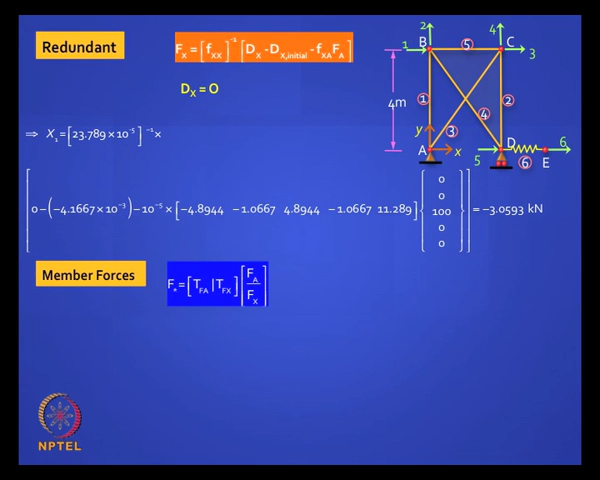 Redundant
F_X = [f_XX]^-1 [D_X - D_X,initial - f_XA F_A]
D_X = 0
⇒ X_1 = [23.789 × 10^-5]^-1 ×
[0 - (-4.1667 × 10^-3) - 10^-5 × [-4.8944 -1.0667 4.8944 -1.0667 11.289] {0 0 100 0 0}] = -3.0593 kN
Member Forces
F_* = [T_FA | T_FX] [F_A / F_X]
2
4
B
5
C
1
3
4m
1
2
y
3
4
A
x
D
5
6
6
E
NPTEL